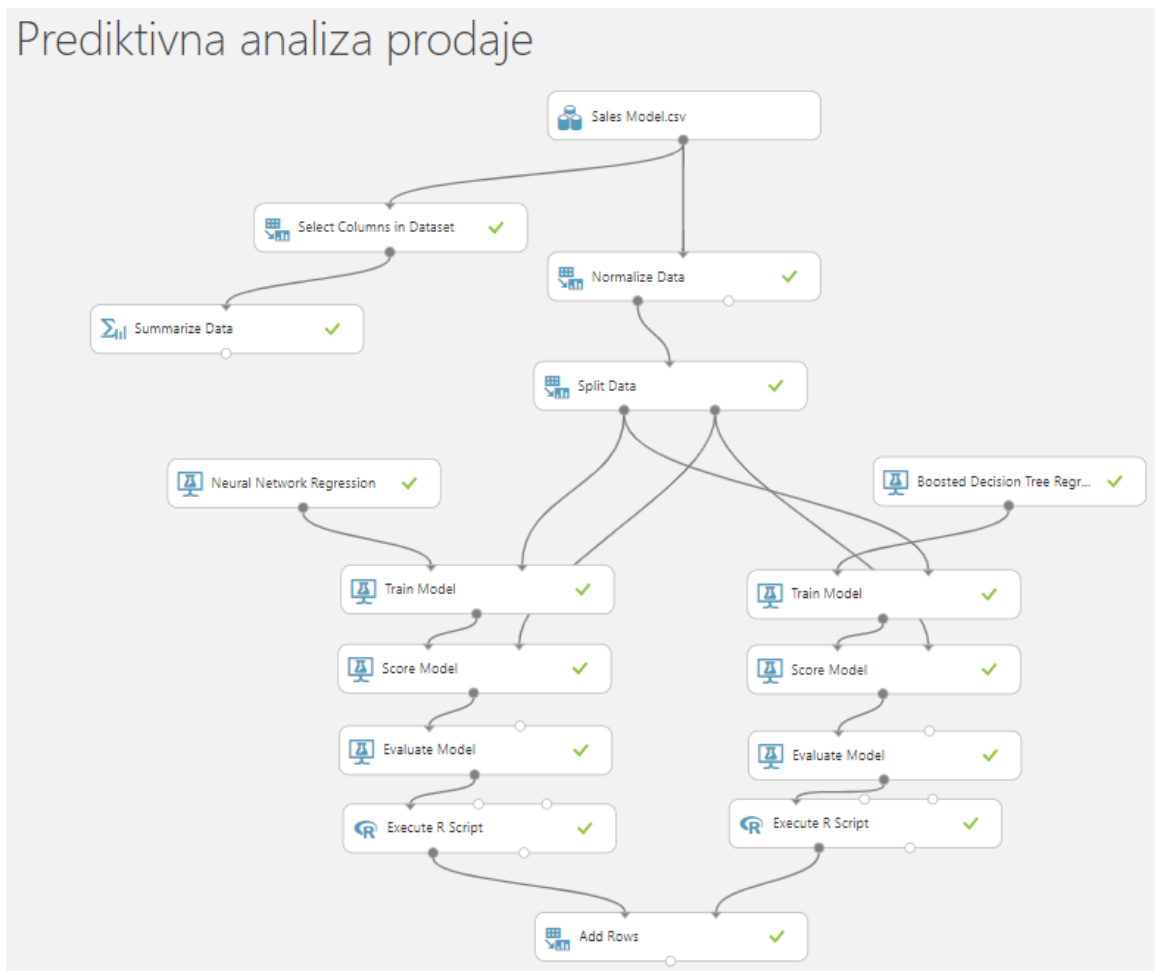 Prediktivna analiza prodaje
Sales Model.csv
Select Columns in Dataset
Normalize Data
Summarize Data
Split Data
Neural Network Regression
Boosted Decision Tree Regr...
Train Model
Train Model
Score Model
Score Model
Evaluate Model
Evaluate Model
Execute R Script
Execute R Script
Add Rows